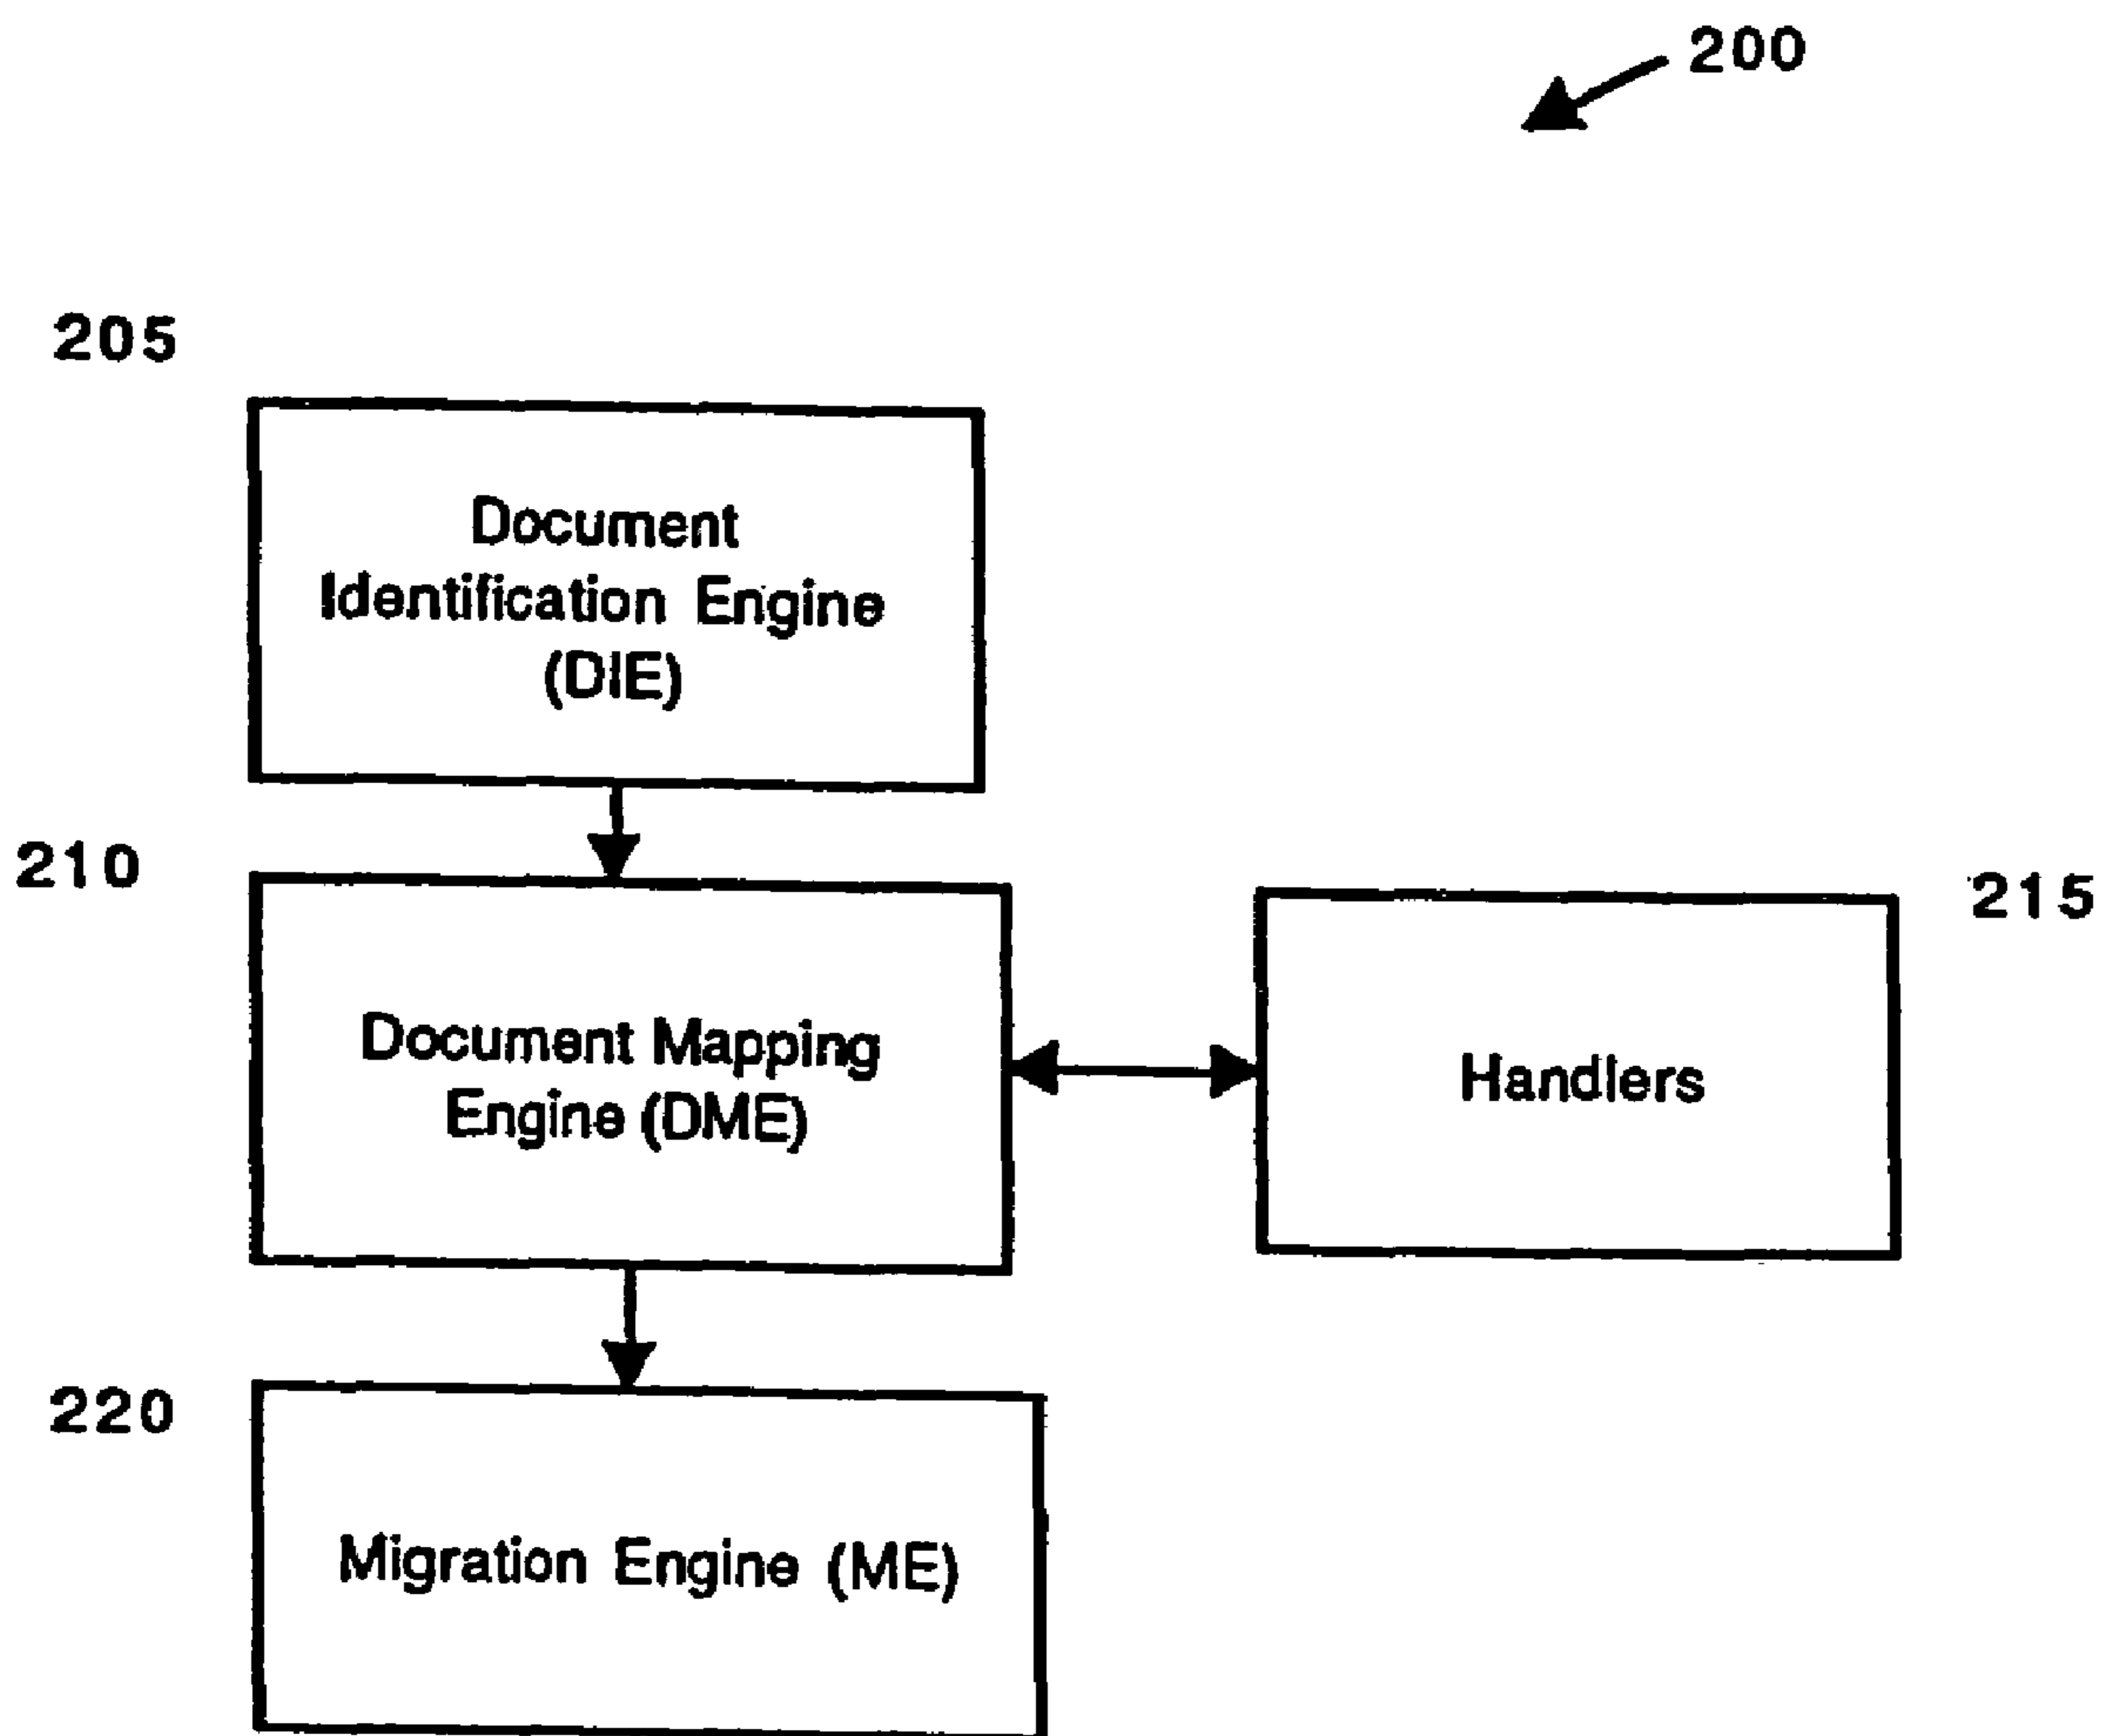 200
205
Document
Identification Engine
(DIE)
210
Document Mapping
Engine (DME)
215
Handlers
220
Migration Engine (ME)